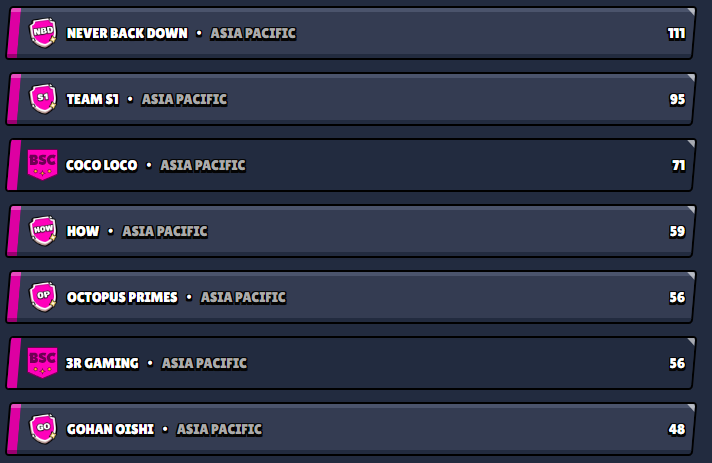 NBD NEVER BACK DOWN • ASIA PACIFIC 111
S1 TEAM S1 • ASIA PACIFIC 95
BSC COCO LOCO • ASIA PACIFIC 71
HOW HOW • ASIA PACIFIC 59
OP OCTOPUS PRIMES • ASIA PACIFIC 56
BSC 3R GAMING • ASIA PACIFIC 56
GO GOHAN OISHI • ASIA PACIFIC 48